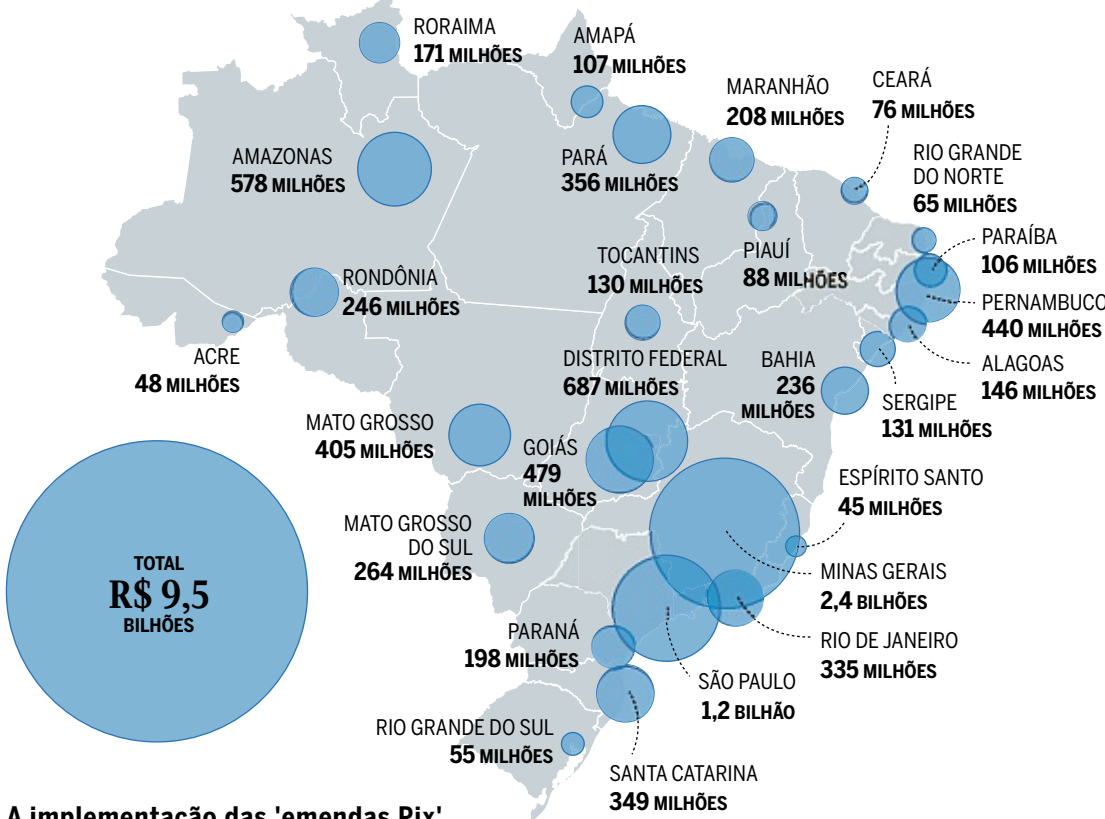 RORAIMA
171 MILHÕES
AMAPÁ
107 MILHÕES
MARANHÃO
208 MILHÕES
CEARÁ
76 MILHÕES
RIO GRANDE
DO NORTE
65 MILHÕES
AMAZONAS
578 MILHÕES
PARÁ
356 MILHÕES
PIAUÍ
88 MILHÕES
PARAÍBA
106 MILHÕES
TOCANTINS
130 MILHÕES
RONDÔNIA
246 MILHÕES
PERNAMBUCO
440 MILHÕES
ACRE
48 MILHÕES
DISTRITO FEDERAL
687 MILHÕES
BAHIA
236
MILHÕES
ALAGOAS
146 MILHÕES
SERGIPE
131 MILHÕES
MATO GROSSO
405 MILHÕES
GOIÁS
479
MILHÕES
ESPÍRITO SANTO
45 MILHÕES
MATO GROSSO
DO SUL
264 MILHÕES
MINAS GERAIS
2,4 BILHÕES
TOTAL
R$ 9,5
BILHÕES
PARANÁ
198 MILHÕES
RIO DE JANEIRO
335 MILHÕES
SÃO PAULO
1,2 BILHÃO
RIO GRANDE DO SUL
55 MILHÕES
SANTA CATARINA
349 MILHÕES
A implementação das 'emendas Pix'